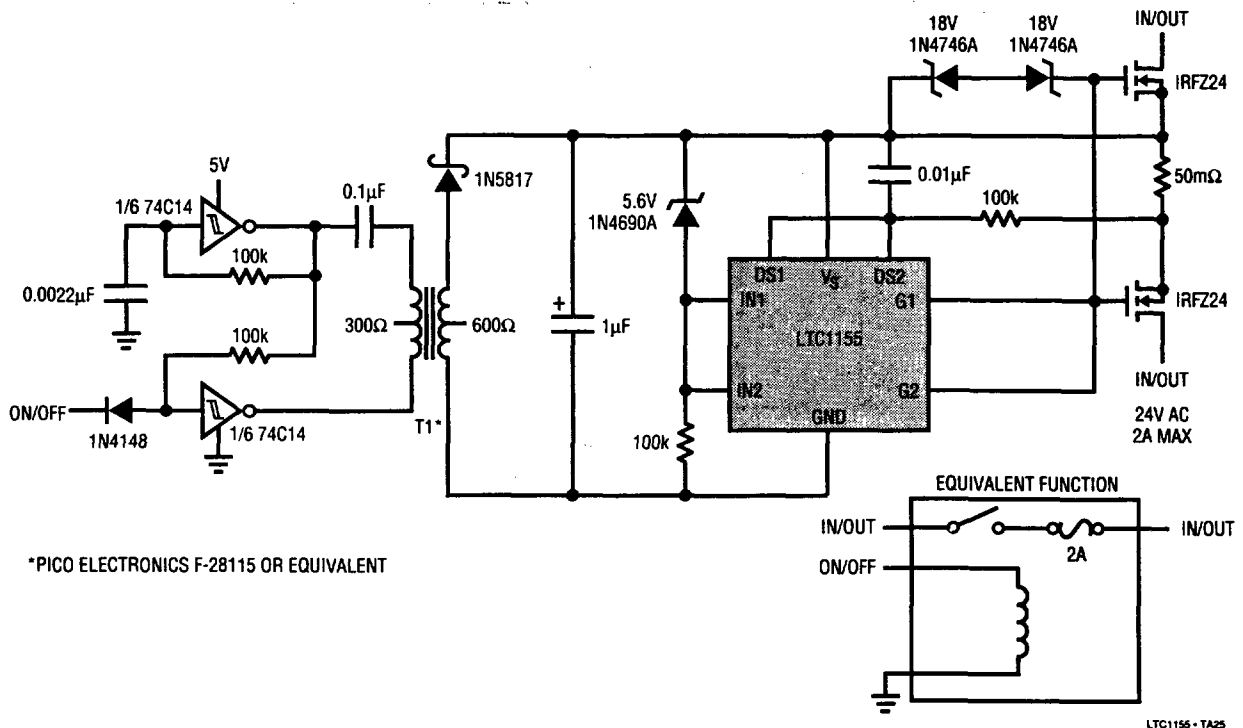 IN/OUT
18V
1N4746A
18V
1N4746A
IRFZ24
5V
1N5817
0.01µF
50mΩ
0.1µF
5.6V
1N4690A
100k
1/6 74C14
100k
DS1
VS
DS2
0.0022µF
IN1
G1
IRFZ24
300Ω
600Ω
+
1µF
LTC1155
100k
IN2
G2
IN/OUT
ON/OFF
GND
24V AC
2A MAX
1N4148
1/6 74C14
T1*
100k
EQUIVALENT FUNCTION
IN/OUT
IN/OUT
2A
*PICO ELECTRONICS F-28115 OR EQUIVALENT
ON/OFF
LTC1155 • TA25